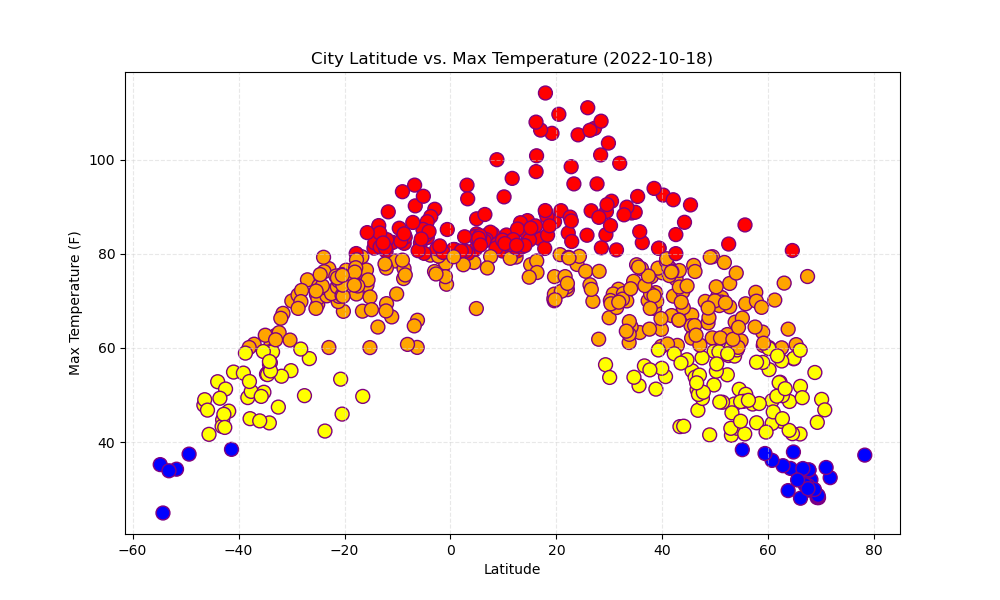 City Latitude vs. Max Temperature (2022-10-18)
Max Temperature (F)
100
80
60
40
−60 −40 −20 0 20 40 60 80
Latitude